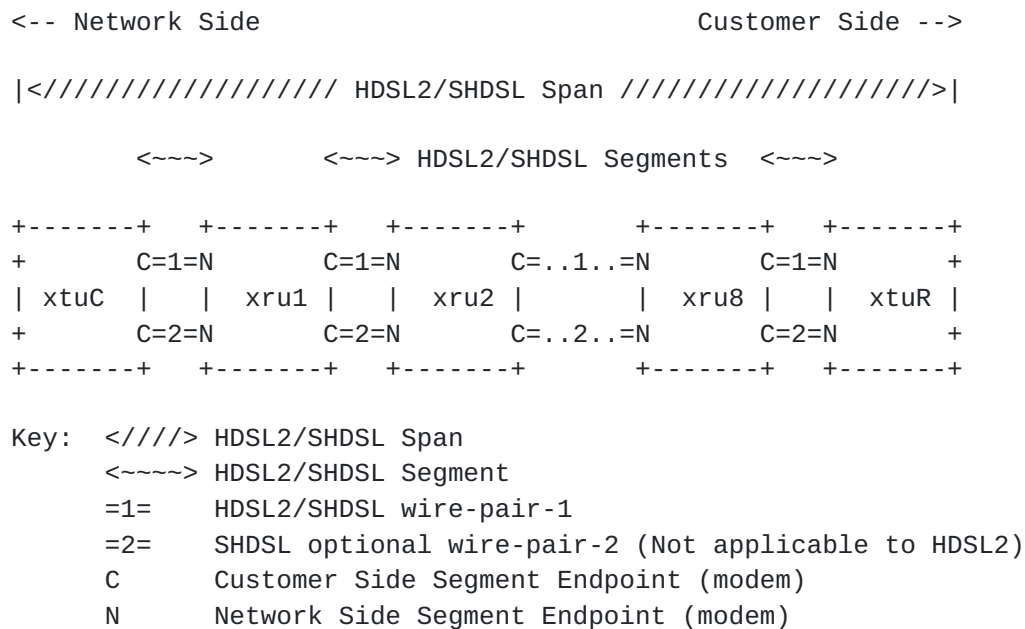 <-- Network Side                            Customer Side -->
|</////////////////// HDSL2/SHDSL Span ////////////////////>|
        <~~~>       <~~~> HDSL2/SHDSL Segments  <~~~>
+-------+   +-------+   +-------+       +-------+   +-------+
+       C=1=N       C=1=N       C=..1..=N       C=1=N       +
| xtuC  |   |  xru1 |   |  xru2 |       |  xru8 |   |  xtuR |
+       C=2=N       C=2=N       C=..2..=N       C=2=N       +
+-------+   +-------+   +-------+       +-------+   +-------+
Key:  <////> HDSL2/SHDSL Span
      <~~~~> HDSL2/SHDSL Segment
      =1=    HDSL2/SHDSL wire-pair-1
      =2=    SHDSL optional wire-pair-2 (Not applicable to HDSL2)
      C      Customer Side Segment Endpoint (modem)
      N      Network Side Segment Endpoint (modem)